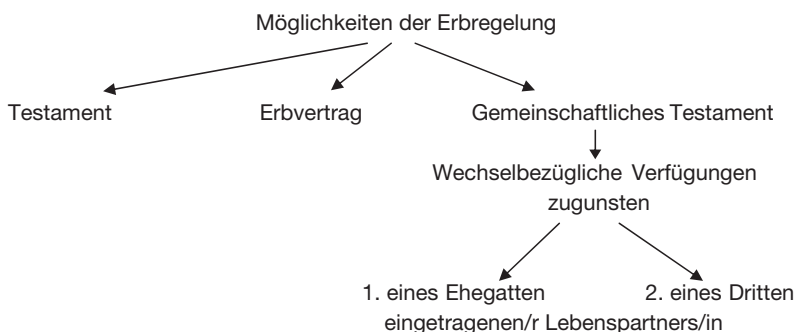 Möglichkeiten der Erbregelung
Testament Erbvertrag Gemeinschaftliches Testament
Wechselbezügliche Verfügungen
zugunsten
1. eines Ehegatten 2. eines Dritten
eingetragenen/r Lebenspartners/in